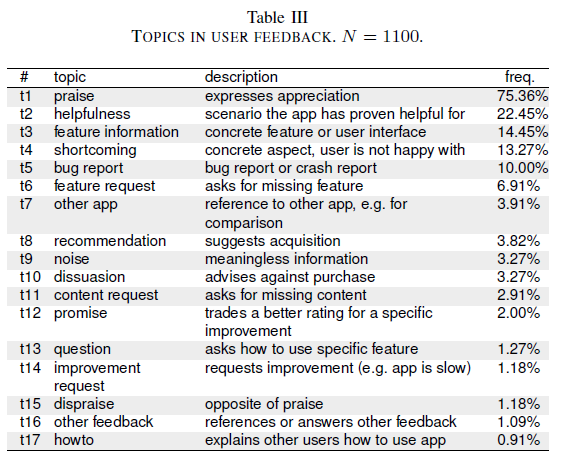 Table III
TOPICS IN USER FEEDBACK. N = 1100.
# topic description freq.
t1 praise expresses appreciation 75.36%
t2 helpfulness scenario the app has proven helpful for 22.45%
t3 feature information concrete feature or user interface 14.45%
t4 shortcoming concrete aspect, user is not happy with 13.27%
t5 bug report bug report or crash report 10.00%
t6 feature request asks for missing feature 6.91%
t7 other app reference to other app, e.g. for 3.91%
comparison
t8 recommendation suggests acquisition 3.82%
t9 noise meaningless information 3.27%
t10 dissuasion advises against purchase 3.27%
t11 content request asks for missing content 2.91%
t12 promise trades a better rating for a specific 2.00%
improvement
t13 question asks how to use specific feature 1.27%
t14 improvement requests improvement (e.g. app is slow) 1.18%
request
t15 dispraise opposite of praise 1.18%
t16 other feedback references or answers other feedback 1.09%
t17 howto explains other users how to use app 0.91%